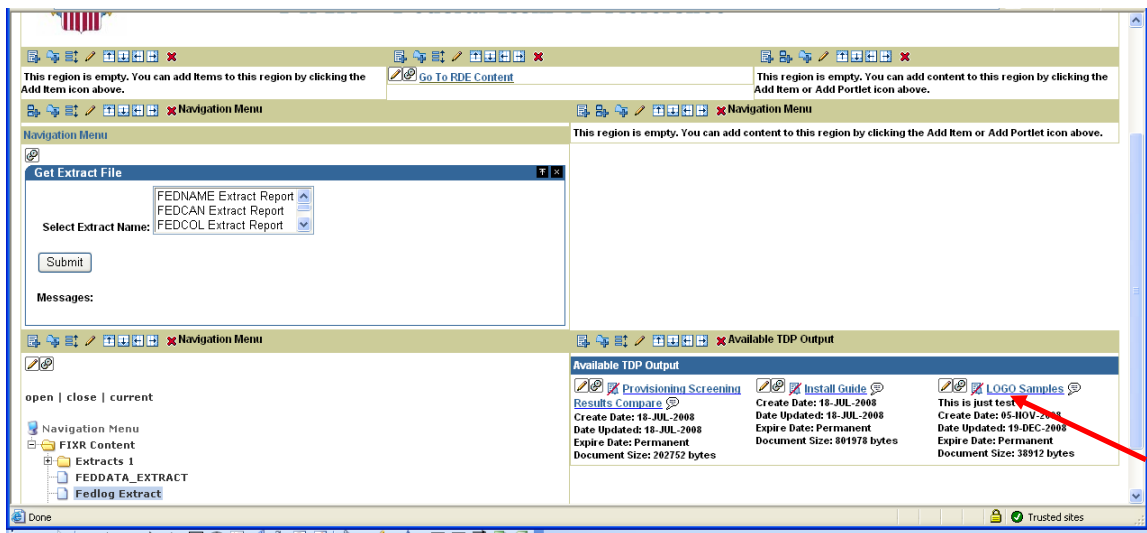 This region is empty. You can add Items to this region by clicking the
Add Item icon above.
Go To RDE Content
This region is empty. You can add content to this region by clicking the
Add Item or Add Portlet icon above.
Navigation Menu
Navigation Menu
Navigation Menu
This region is empty. You can add content to this region by clicking the Add Item or Add Portlet icon above.
Get Extract File
FEDNAME Extract Report
FEDCAN Extract Report
Select Extract Name: FEDCOL Extract Report
Submit
Messages:
Navigation Menu
Available TDP Output
Available TDP Output
open | close | current
Navigation Menu
FIXR Content
Extracts 1
FEDDATA_EXTRACT
Fedlog Extract
Provisioning Screening
Results Compare
Create Date: 18-JUL-2008
Date Updated: 18-JUL-2008
Expire Date: Permanent
Document Size: 202752 bytes
Install Guide
Create Date: 18-JUL-2008
Date Updated: 18-JUL-2008
Expire Date: Permanent
Document Size: 801978 bytes
LOGO Samples
This is just test
Create Date: 05-NOV-2008
Date Updated: 19-DEC-2008
Expire Date: Permanent
Document Size: 38912 bytes
Done
Trusted sites